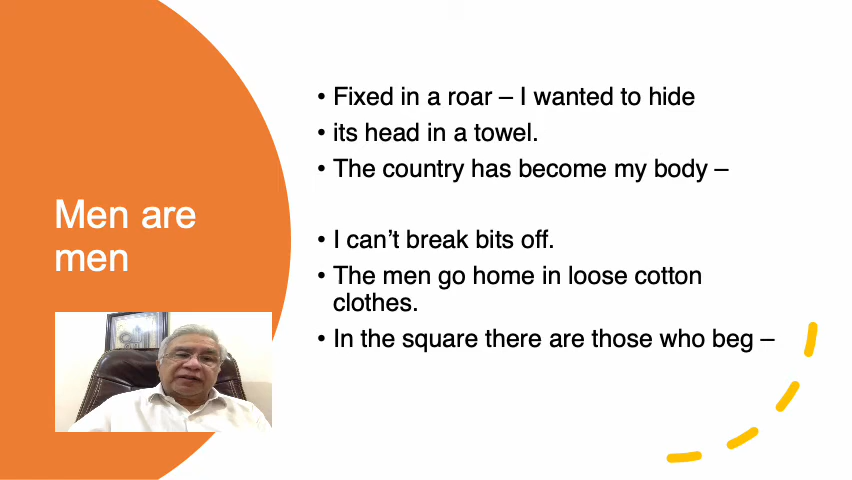 Men are
men
• Fixed in a roar – I wanted to hide
• its head in a towel.
• The country has become my body –
• I can’t break bits off.
• The men go home in loose cotton
clothes.
• In the square there are those who beg –